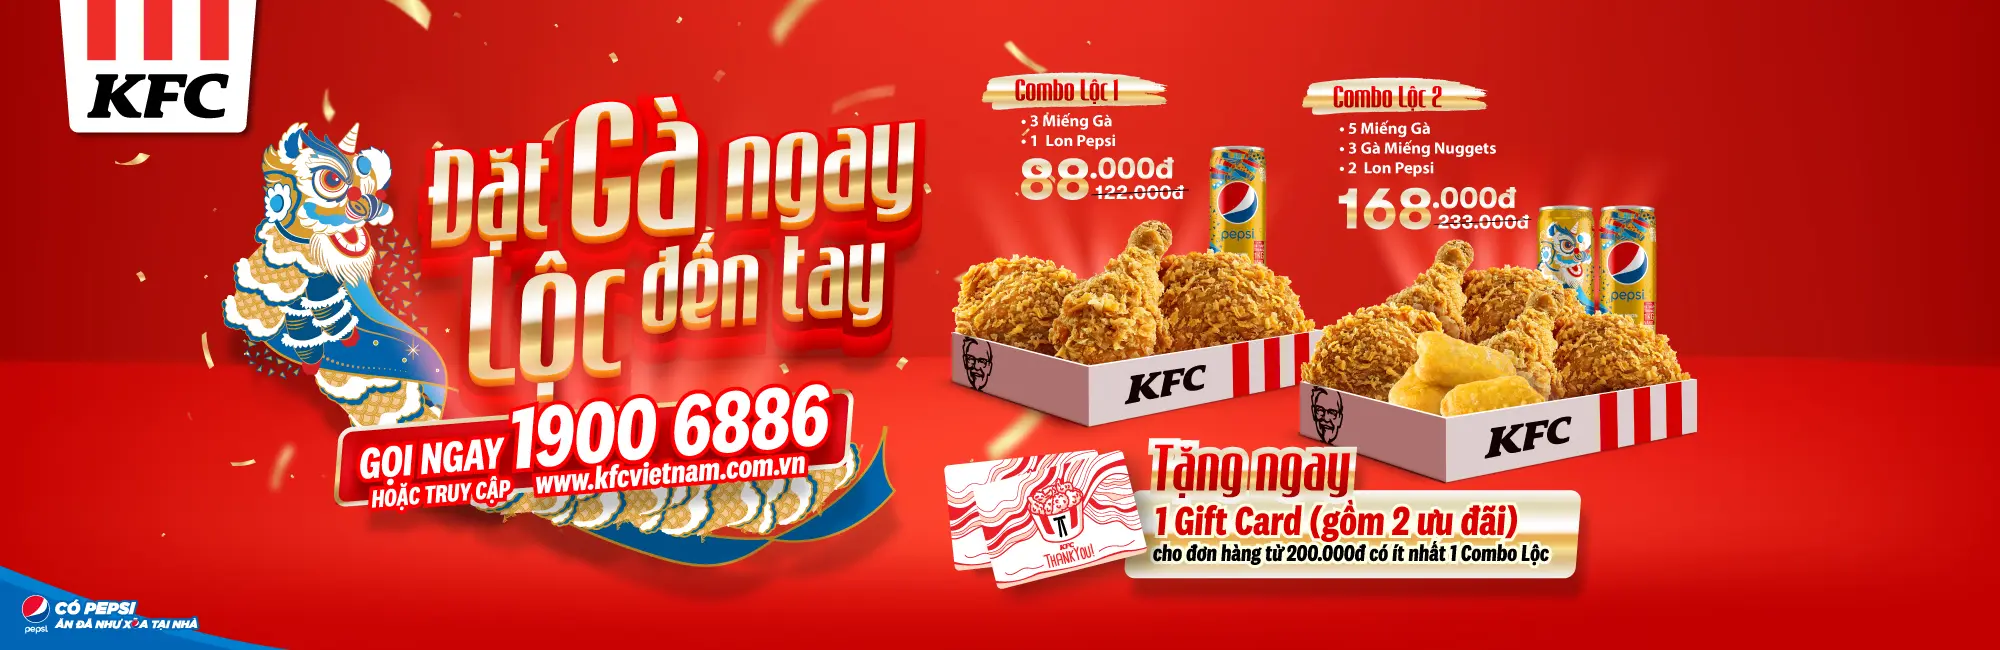 KFC
Đặt Gà ngay
Lộc đến tay
GỌI NGAY 1900 6886
HOẶC TRUY CẬP www.kfcvietnam.com.vn
Combo Lộc 1
• 3 Miếng Gà
• 1 Lon Pepsi
88.000đ
122.000đ
Combo Lộc 2
• 5 Miếng Gà
• 3 Gà Miếng Nuggets
• 2 Lon Pepsi
168.000đ
233.000đ
pepsi
pepsi
KFC
KFC
KFC
THANK YOU!
Tặng ngay
1 Gift Card (gồm 2 ưu đãi)
cho đơn hàng từ 200.000đ có ít nhất 1 Combo Lộc
pepsi
CÓ PEPSI
ĂN ĐÃ NHƯ XƯA TẠI NHÀ